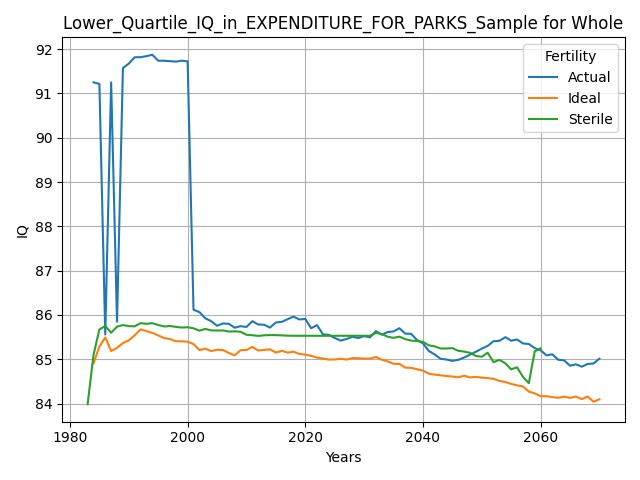 Lower_Quartile_IQ_in_EXPENDITURE_FOR_PARKS_Sample for Whole
Fertility
Actual
Ideal
Sterile
92
91
90
89
88
87
86
85
84
IQ
1980
2000
2020
2040
2060
Years